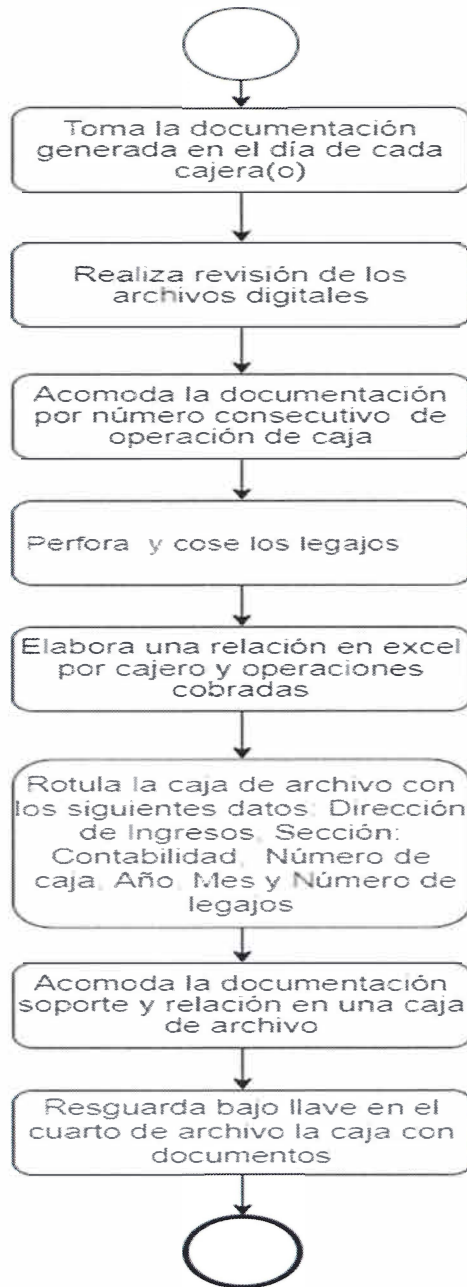 Toma la documentación
generada en el día de cada
cajera(o)
Realiza revisión de los
archivos digitales
Acomoda la documentación
por número consecutivo de
operación de caja
Perfora y cose los legajos
Elabora una relación en excel
por cajero y operaciones
cobradas
Rotula la caja de archivo con
los siguientes datos: Dirección
de Ingresos, Sección:
Contabilidad, Número de
caja, Año, Mes y Número de
legajos
Acomoda la documentación
soporte y relación en una caja
de archivo
Resguarda bajo llave en el
cuarto de archivo la caja con
documentos